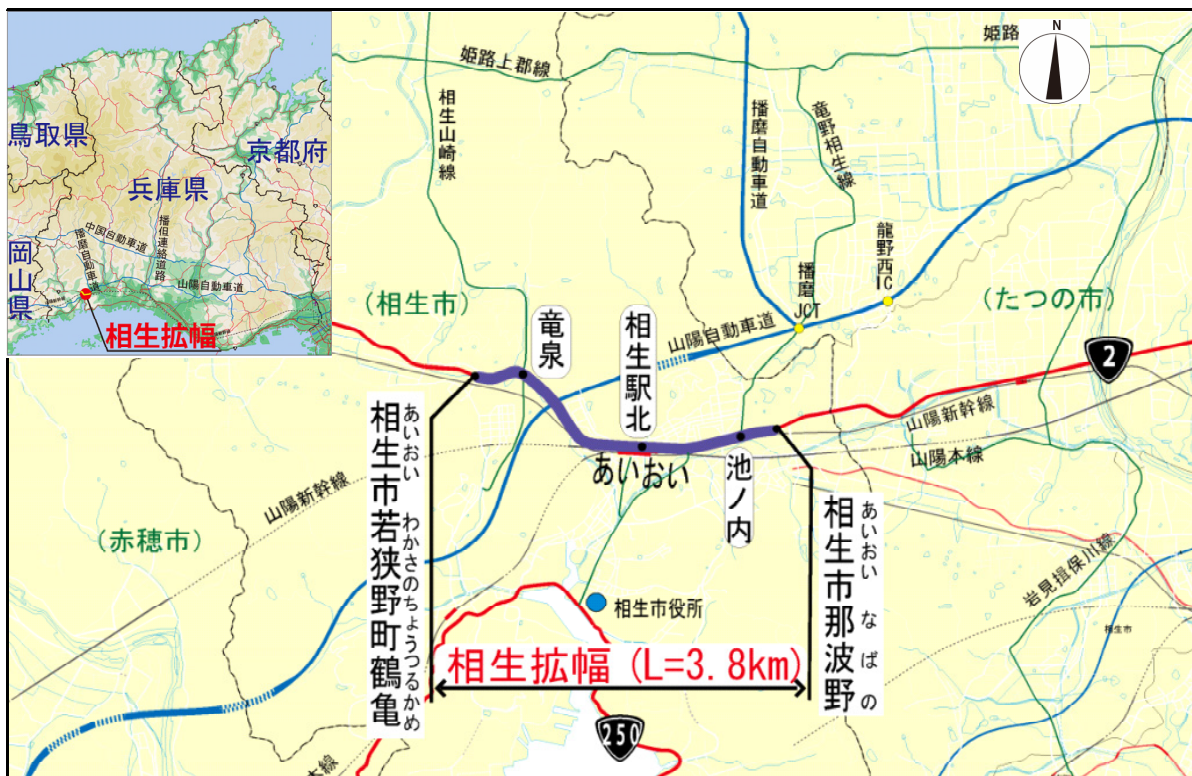 鳥取県
京都府
兵庫県
岡山県
中国自動車道
播但連絡道路
播磨自動車道
山陽自動車道
相生拡幅
N
姫路上郡線
姫路
相生山崎線
播磨自動車道
竜野相生線
龍野西IC
播磨JCT
(相生市)
(たつの市)
山陽自動車道
竜泉
相生駅北
2
山陽新幹線
山陽本線
あいおい
池ノ内
山陽新幹線
(赤穂市)
相生市若狭野町鶴亀
あいおい わかさのちょうつるかめ
相生市那波野
あいおい なばの
岩見揖保川線
相生市
相生市役所
相生拡幅 (L=3.8km)
250
本線